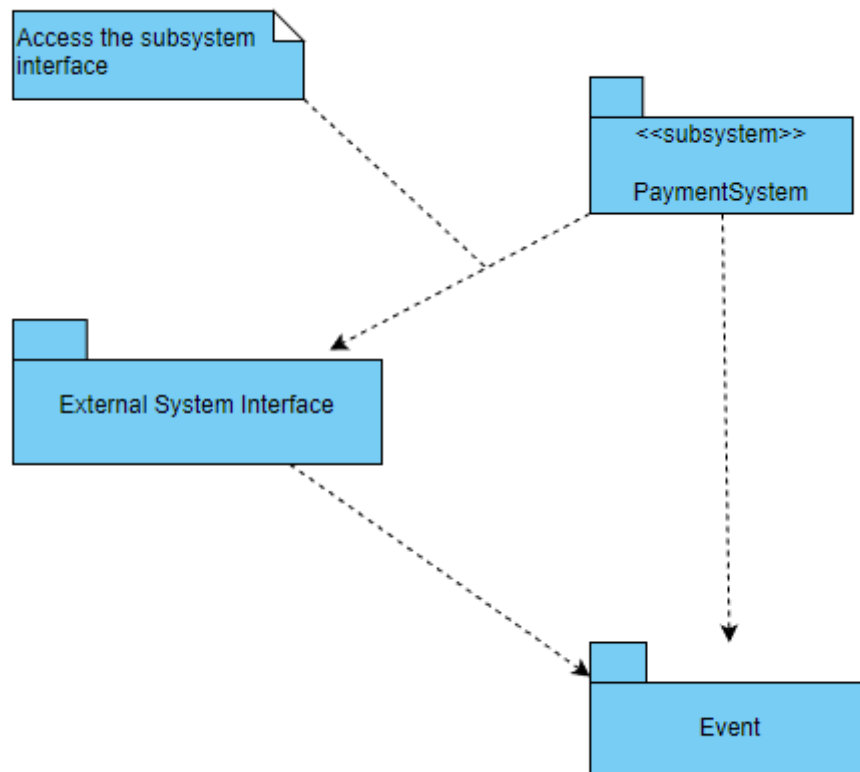 Access the subsystem
interface
<<subsystem>>
PaymentSystem
External System Interface
Event